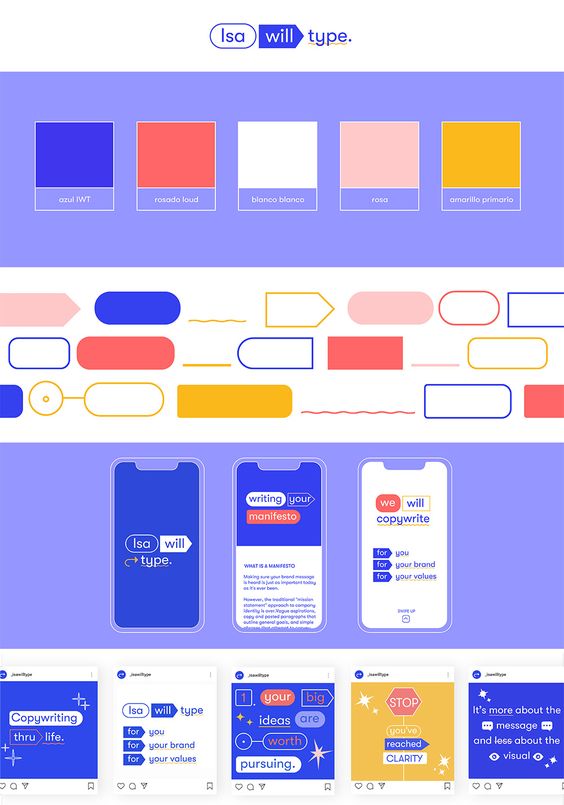 Isa will type.
azul IWT
rosado loud
blanco blanco
rosa
amarillo primario
Isa will
type.
writing your
manifesto
WHAT IS A MANIFESTO
Making sure your brand message
is heard is just as important today
as it's ever been.
However, the traditional "mission
statement" approach to company
identity is over. Vague aspirations,
copy and pasted paragraphs that
outline general goals, and simple
we will
copywrite
for you
for your brand
for your values
SWIPE UP
_isawilltype
Copywriting
thru life.
_isawilltype
Isa will type
for you
for your brand
for your values
_isawilltype
1. your big
ideas are
worth
pursuing.
_isawilltype
STOP
you've
reached
CLARITY
_isawilltype
It's more about the
message
and less about the
visual